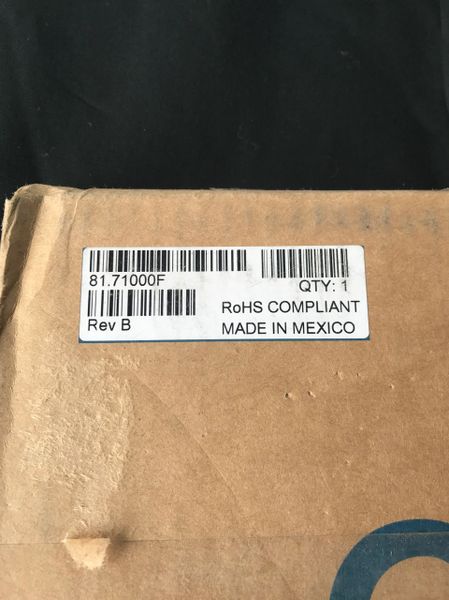 81.71000F
QTY: 1
Rev B
RoHS COMPLIANT
MADE IN MEXICO